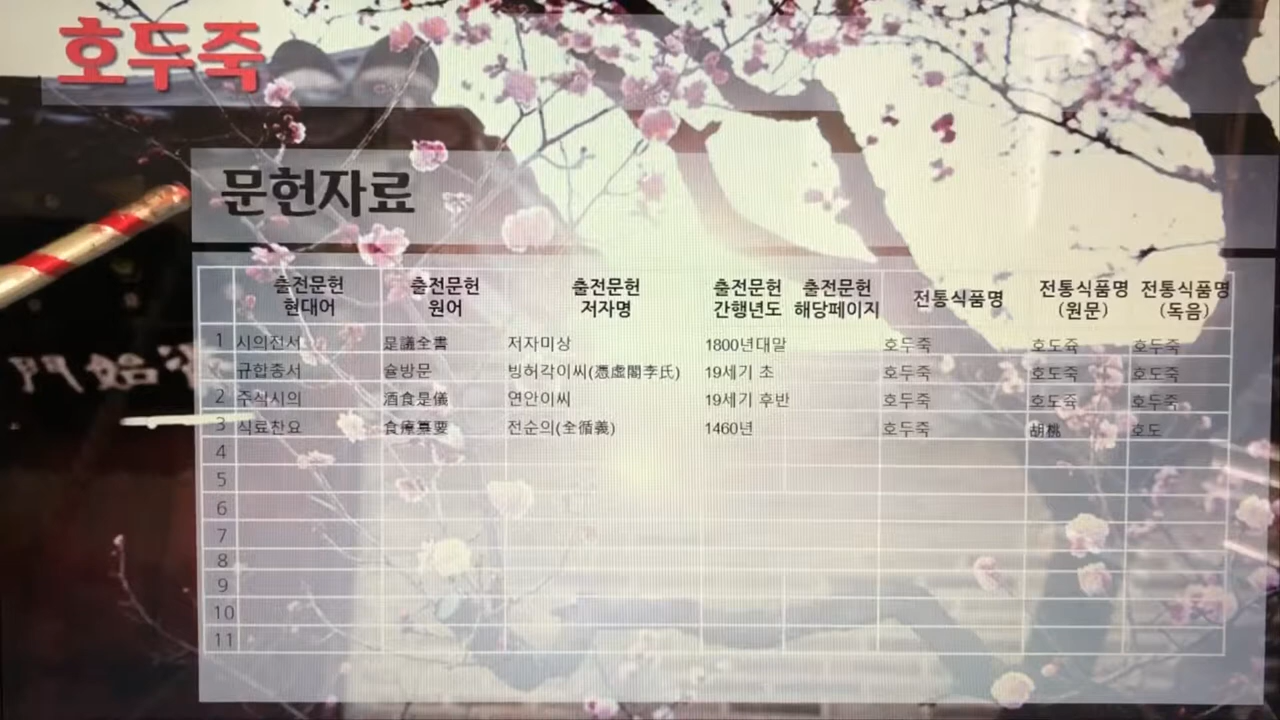 호두죽
문헌자료
출전문헌 현대어 출전문헌 원어 출전문헌 저자명 출전문헌 간행년도 출전문헌 해당페이지 전통식품명 전통식품명 (원문) 전통식품명 (독음)
1 시의전서 是議全書 저자미상 1800년대말 호두죽 호도쥭 호두죽
규합총서 술방문 빙허각이씨(憑虛閣李氏) 19세기 초 호두죽 호도죽 호도죽
2 주식시의 酒食是儀 연안이씨 19세기 후반 호두죽 호도쥭 호두죽
3 식료찬요 食療纂要 전순의(全循義) 1460년 호두죽 胡桃 호도
4
5
6
7
8
9
10
11
門始